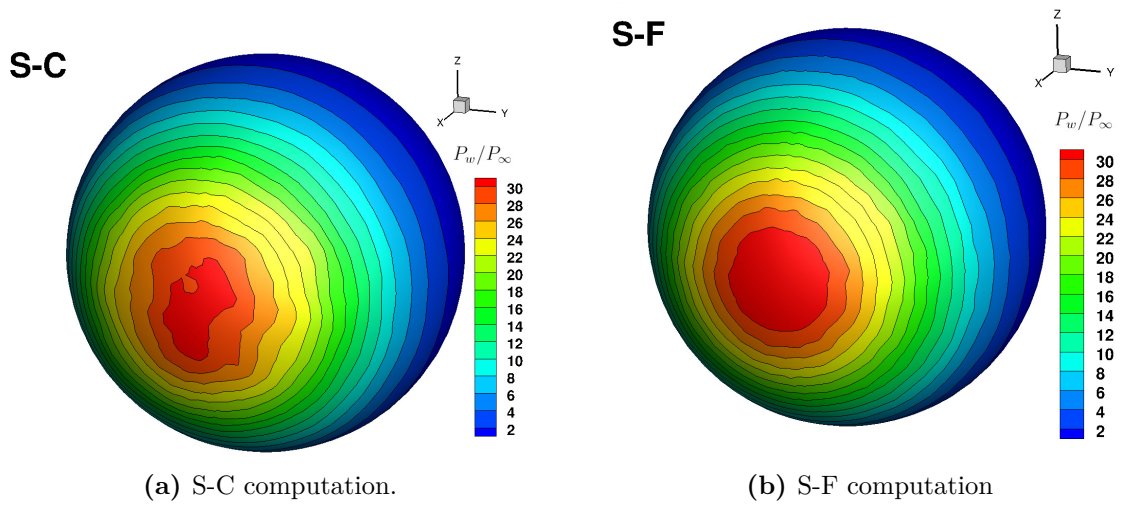 S-C
Z
X
Y
P_w/P_∞
30
28
26
24
22
20
18
16
14
12
10
8
6
4
2
(a) S-C computation.
S-F
Z
X
Y
P_w/P_∞
30
28
26
24
22
20
18
16
14
12
10
8
6
4
2
(b) S-F computation